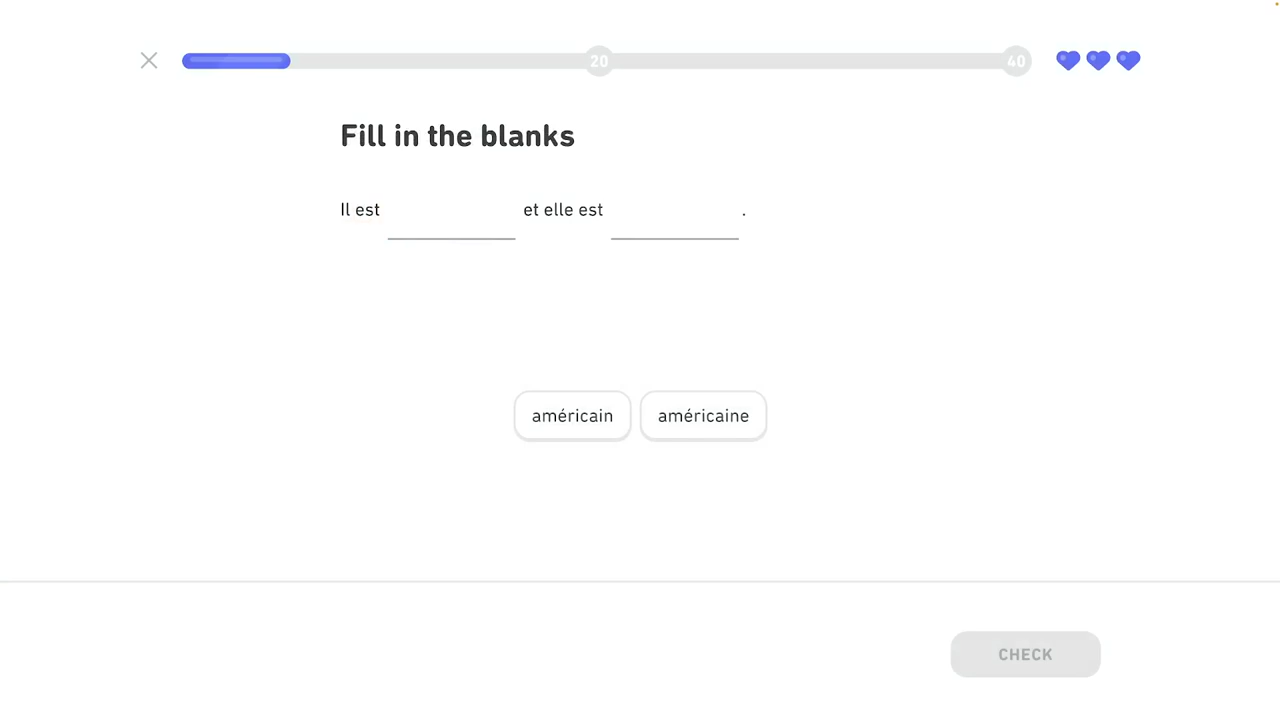 20
40
Fill in the blanks
Il est et elle est .
américain américaine
CHECK